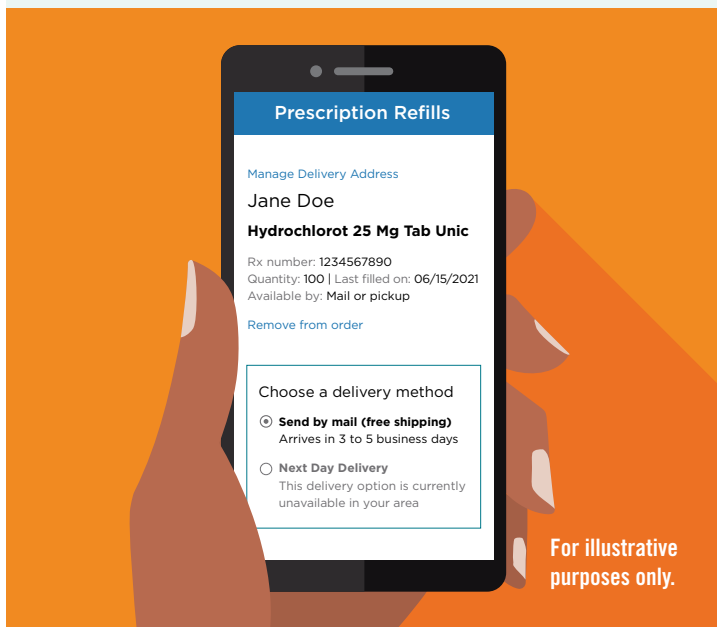 Prescription Refills
Manage Delivery Address
Jane Doe
Hydrochlorot 25 Mg Tab Unic
Rx number: 1234567890
Quantity: 100 | Last filled on: 06/15/2021
Available by: Mail or pickup
Remove from order
Choose a delivery method
Send by mail (free shipping)
Arrives in 3 to 5 business days
Next Day Delivery
This delivery option is currently
unavailable in your area
For illustrative
purposes only.